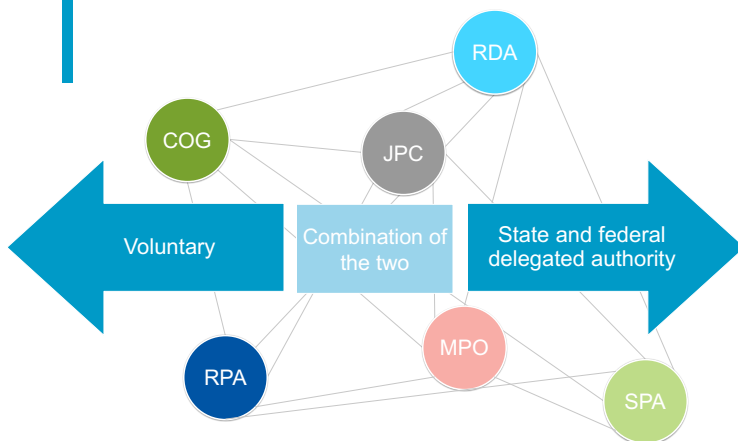 RDA
COG
JPC
Voluntary
Combination of
the two
State and federal
delegated authority
MPO
RPA
SPA